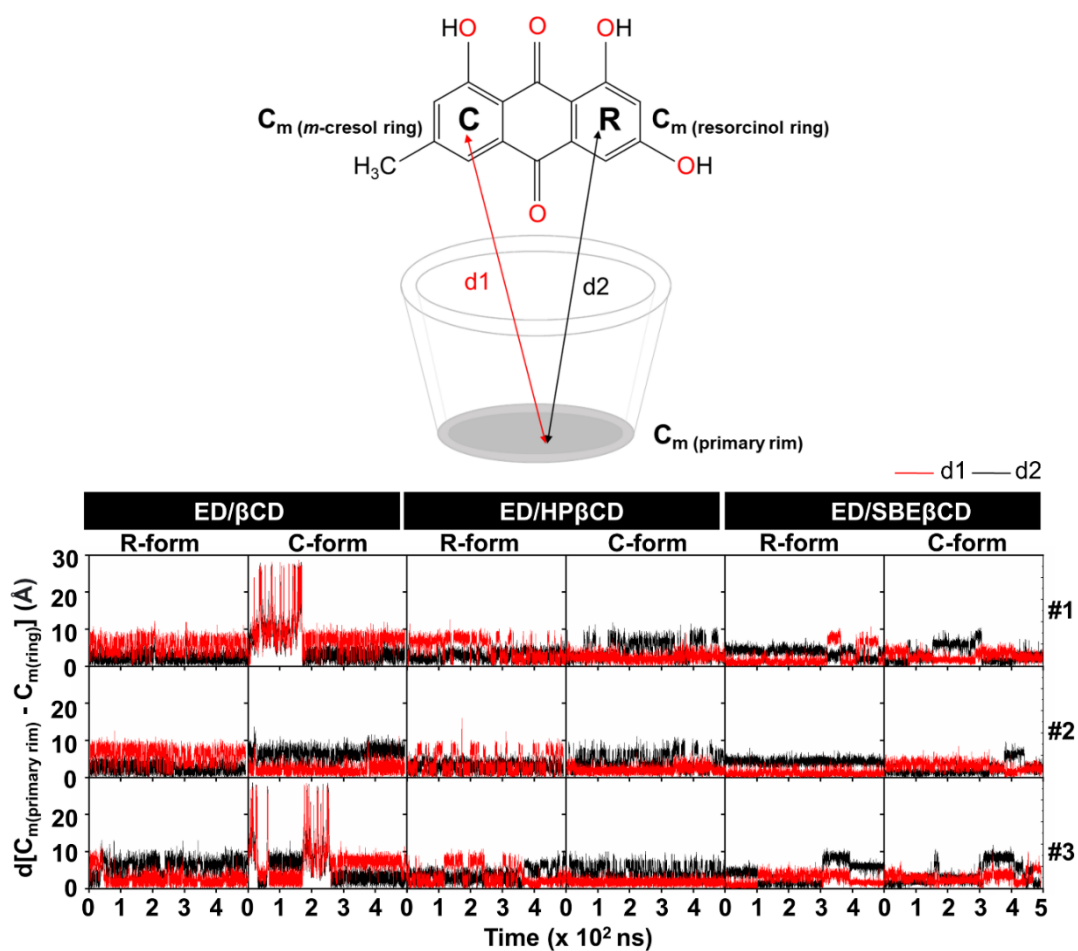 HO O OH
C R
Cm (m-cresol ring) Cm (resorcinol ring)
H3C OH
O
d1 d2
Cm (primary rim)
d1 d2
ED/βCD ED/HPβCD ED/SBEβCD
R-form C-form R-form C-form R-form C-form
d[Cm(primary rim) - Cm(ring)] (Å)
30
20
10
0
#1
20
10
0
#2
20
10
0
#3
0 1 2 3 4 0 1 2 3 4 0 1 2 3 4 0 1 2 3 4 0 1 2 3 4 0 1 2 3 4 5
Time (x 10² ns)